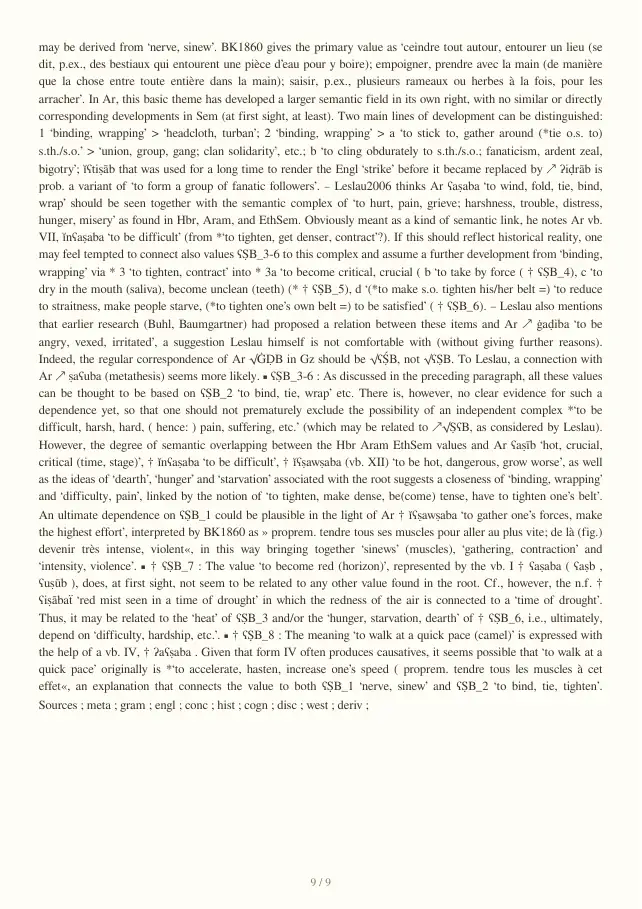 may be derived from ‘nerve, sinew’. BK1860 gives the primary value as ‘ceindre tout autour, entourer un lieu (se
dit, p.ex., des bestiaux qui entourent une pièce d’eau pour y boire); empoigner, prendre avec la main (de manière
que la chose entre toute entière dans la main); saisir, p.ex., plusieurs rameaux ou herbes à la fois, pour les
arracher’. In Ar, this basic theme has developed a larger semantic field in its own right, with no similar or directly
corresponding developments in Sem (at first sight, at least). Two main lines of development can be distinguished:
1 ‘binding, wrapping’ > ‘headcloth, turban’; 2 ‘binding, wrapping’ > a ‘to stick to, gather around (*tie o.s. to)
s.th./s.o.’ > ‘union, group, gang; clan solidarity’, etc.; b ‘to cling obdurately to s.th./s.o.; fanaticism, ardent zeal,
bigotry’; ĭʕtiṣāb that was used for a long time to render the Engl ‘strike’ before it became replaced by ↗ ʔiḍrāb is
prob. a variant of ‘to form a group of fanatic followers’. – Leslau2006 thinks Ar ʕaṣaba ‘to wind, fold, tie, bind,
wrap’ should be seen together with the semantic complex of ‘to hurt, pain, grieve; harshness, trouble, distress,
hunger, misery’ as found in Hbr, Aram, and EthSem. Obviously meant as a kind of semantic link, he notes Ar vb.
VII, ĭnʕaṣaba ‘to be difficult’ (from *‘to tighten, get denser, contract’?). If this should reflect historical reality, one
may feel tempted to connect also values ʕṢB_3-6 to this complex and assume a further development from ‘binding,
wrapping’ via * 3 ‘to tighten, contract’ into * 3a ‘to become critical, crucial ( b ‘to take by force ( † ʕṢB_4), c ‘to
dry in the mouth (saliva), become unclean (teeth) (* † ʕṢB_5), d ‘(*to make s.o. tighten his/her belt =) ‘to reduce
to straitness, make people starve, (*to tighten one’s own belt =) to be satisfied’ ( † ʕṢB_6). – Leslau also mentions
that earlier research (Buhl, Baumgartner) had proposed a relation between these items and Ar ↗ ġaḍiba ‘to be
angry, vexed, irritated’, a suggestion Leslau himself is not comfortable with (without giving further reasons).
Indeed, the regular correspondence of Ar √ĠḌB in Gz should be √ʕṢ́B, not √ʕṢB. To Leslau, a connection with
Ar ↗ ṣaʕuba (metathesis) seems more likely. ▪ ʕṢB_3-6 : As discussed in the preceding paragraph, all these values
can be thought to be based on ʕṢB_2 ‘to bind, tie, wrap’ etc. There is, however, no clear evidence for such a
dependence yet, so that one should not prematurely exclude the possibility of an independent complex *‘to be
difficult, harsh, hard, ( hence: ) pain, suffering, etc.’ (which may be related to ↗√ṢʕB, as considered by Leslau).
However, the degree of semantic overlapping between the Hbr Aram EthSem values and Ar ʕaṣīb ‘hot, crucial,
critical (time, stage)’, † ĭnʕaṣaba ‘to be difficult’, † ĭʕṣawṣaba (vb. XII) ‘to be hot, dangerous, grow worse’, as well
as the ideas of ‘dearth’, ‘hunger’ and ‘starvation’ associated with the root suggests a closeness of ‘binding, wrapping’
and ‘difficulty, pain’, linked by the notion of ‘to tighten, make dense, be(come) tense, have to tighten one’s belt’.
An ultimate dependence on ʕṢB_1 could be plausible in the light of Ar † ĭʕṣawṣaba ‘to gather one’s forces, make
the highest effort’, interpreted by BK1860 as » proprem. tendre tous ses muscles pour aller au plus vite; de là (fig.)
devenir très intense, violent«, in this way bringing together ‘sinews’ (muscles), ‘gathering, contraction’ and
‘intensity, violence’. ▪ † ʕṢB_7 : The value ‘to become red (horizon)’, represented by the vb. I † ʕaṣaba ( ʕaṣb ,
ʕuṣūb ), does, at first sight, not seem to be related to any other value found in the root. Cf., however, the n.f. †
ʕiṣābaẗ ‘red mist seen in a time of drought’ in which the redness of the air is connected to a ‘time of drought’.
Thus, it may be related to the ‘heat’ of ʕṢB_3 and/or the ‘hunger, starvation, dearth’ of † ʕṢB_6, i.e., ultimately,
depend on ‘difficulty, hardship, etc.’. ▪ † ʕṢB_8 : The meaning ‘to walk at a quick pace (camel)’ is expressed with
the help of a vb. IV, † ʔaʕṣaba . Given that form IV often produces causatives, it seems possible that ‘to walk at a
quick pace’ originally is *‘to accelerate, hasten, increase one’s speed ( proprem. tendre tous les muscles à cet
effet«, an explanation that connects the value to both ʕṢB_1 ‘nerve, sinew’ and ʕṢB_2 ‘to bind, tie, tighten’.
Sources ; meta ; gram ; engl ; conc ; hist ; cogn ; disc ; west ; deriv ;
9 / 9